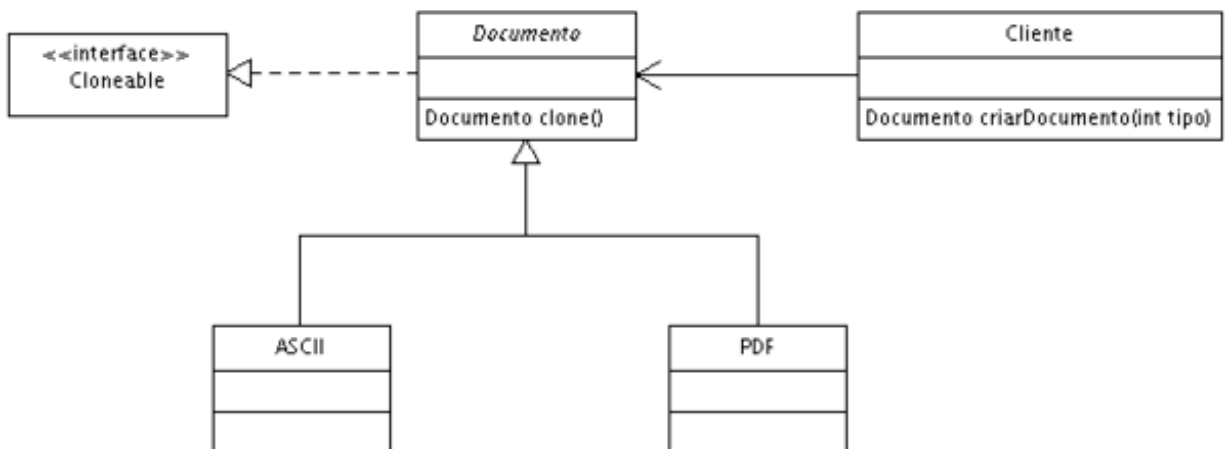 <<interface>>
Cloneable
Documento
Documento clone()
Cliente
Documento criarDocumento(int tipo)
ASCII
PDF